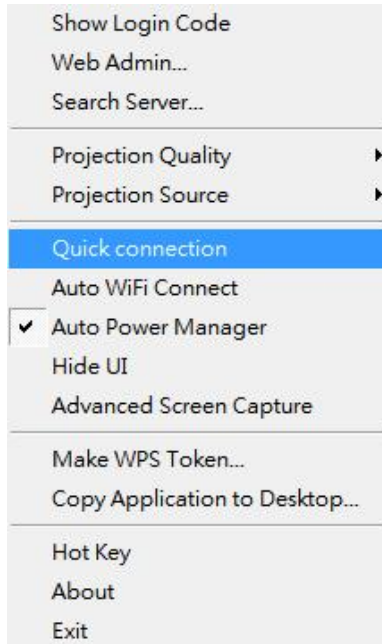 Show Login Code
Web Admin...
Search Server...
Projection Quality
Projection Source
Quick connection
Auto WiFi Connect
Auto Power Manager
Hide UI
Advanced Screen Capture
Make WPS Token...
Copy Application to Desktop...
Hot Key
About
Exit